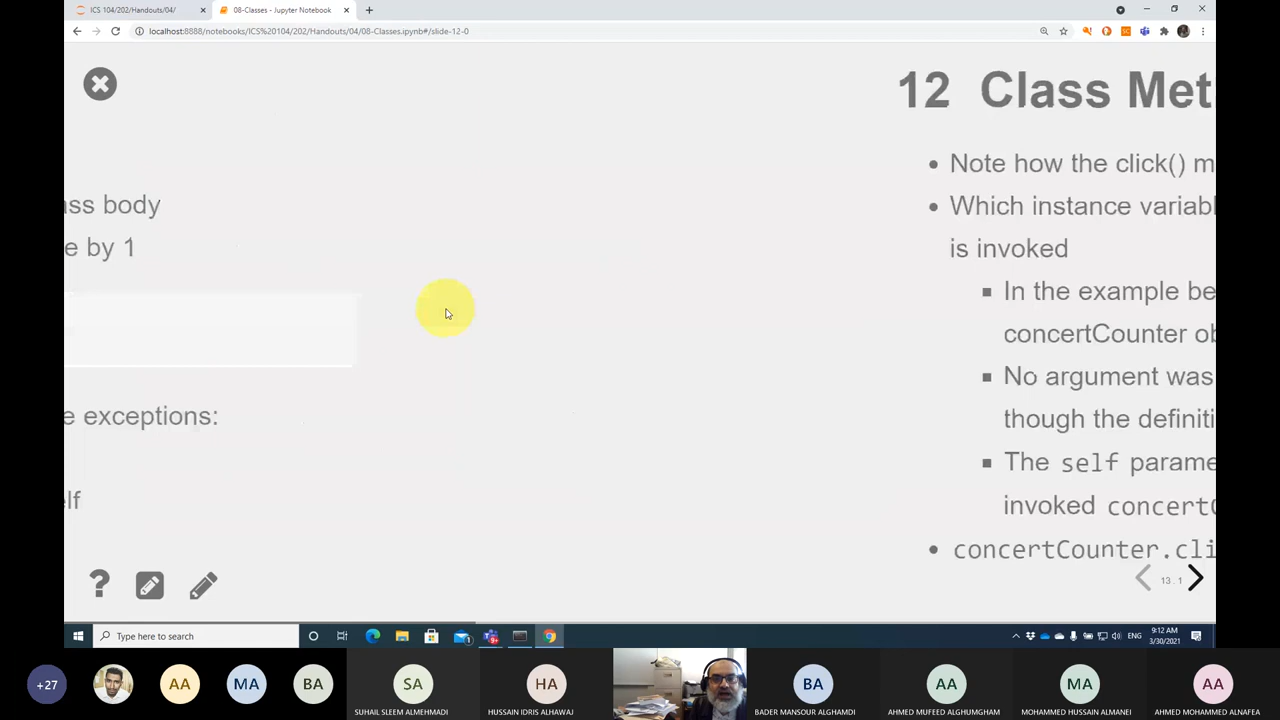 ICS 104/202/Handouts/04/
08-Classes - Jupyter Notebook
localhost:8888/notebooks/ICS%20104/202/Handouts/04/08-Classes.ipynb#/slide-12-0
12 Class Met
ass body
e by 1
e exceptions:
elf
Note how the click() m
Which instance variabl
is invoked
In the example be
concertCounter ob
No argument was
though the definiti
The self parame
invoked concertC
concertCounter.cli
13.1
?
Type here to search
ENG
9:12 AM
3/30/2021
+27
AA
MA
BA
SA
SUHAIL SLEEM ALMEHMADI
HA
HUSSAIN IDRIS ALHAWAJ
BA
BADER MANSOUR ALGHAMDI
AA
AHMED MUFEED ALGHUMGHAM
MA
MOHAMMED HUSSAIN ALMANEI
AA
AHMED MOHAMMED ALNAFEA